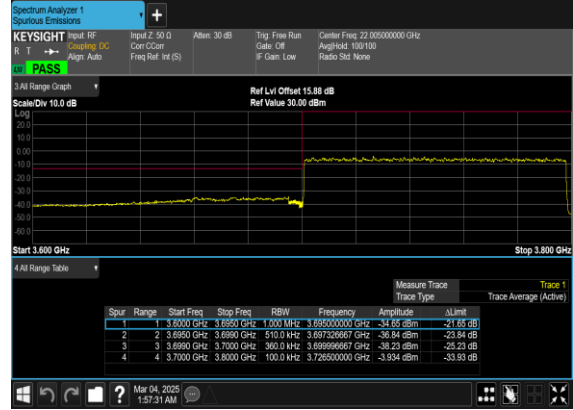 Spectrum Analyzer 1
Spurious Emissions
KEYSIGHT Input: RF Input Z: 50 Ω Atten: 30 dB Trig: Free Run Center Freq: 22.005000000 GHz
R T Coupling: DC Corr CCorr Gate: Off Avg|Hold: 100/100
Align: Auto Freq Ref: Int (S) IF Gain: Low Radio Std: None
PASS
3 All Range Graph
Ref Lvl Offset 15.88 dB
Scale/Div 10.0 dB Ref Value 30.00 dBm
Log
20.0
10.0
0.00
-10.0
-20.0
-30.0
-40.0
-50.0
-60.0
Start 3.600 GHz Stop 3.800 GHz
4 All Range Table
Measure Trace Trace 1
Trace Type Trace Average (Active)
Spur Range Start Freq Stop Freq RBW Frequency Amplitude ΔLimit
1 1 3.6000 GHz 3.6950 GHz 1.000 MHz 3.695000000 GHz -34.65 dBm -21.65 dB
2 2 3.6950 GHz 3.6990 GHz 510.0 kHz 3.697326667 GHz -36.84 dBm -23.84 dB
3 3 3.6990 GHz 3.7000 GHz 360.0 kHz 3.699996667 GHz -38.23 dBm -25.23 dB
4 4 3.7000 GHz 3.8000 GHz 100.0 kHz 3.726500000 GHz -3.934 dBm -33.93 dB
Mar 04, 2025
1:57:31 AM